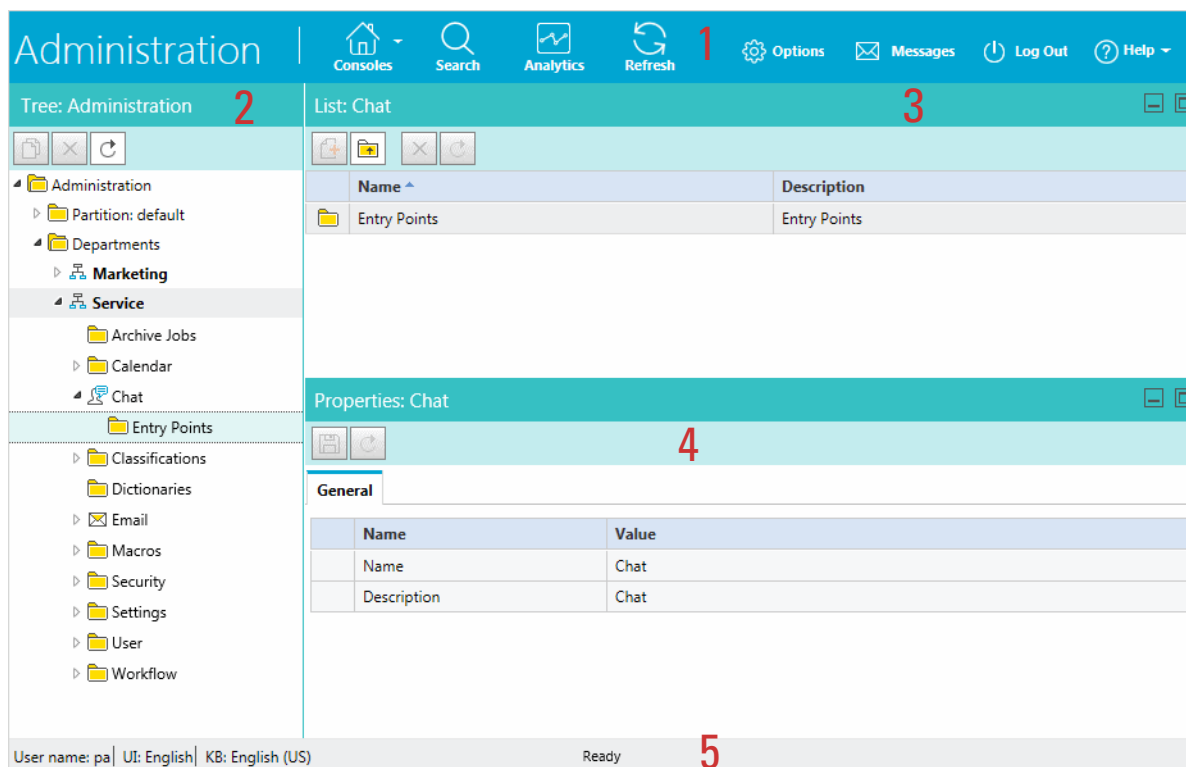 Administration
Consoles
Search
Analytics
Refresh
1
Options
Messages
Log Out
Help
Tree: Administration
2
Administration
Partition: default
Departments
Marketing
Service
Archive Jobs
Calendar
Chat
Entry Points
Classifications
Dictionaries
Email
Macros
Security
Settings
User
Workflow
List: Chat
3
Name Description
Entry Points Entry Points
Properties: Chat
4
General
Name Value
Name Chat
Description Chat
User name: pa UI: English KB: English (US) Ready 5